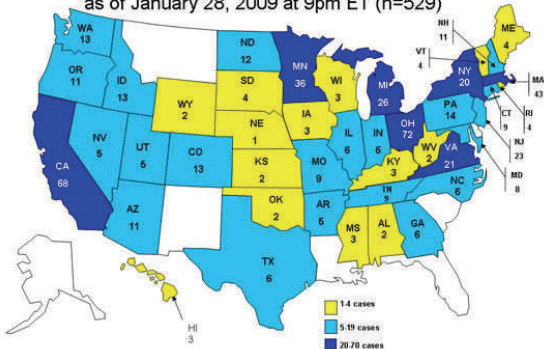 as of January 28, 2009 at 9pm ET (n=529)
WA
13
OR
11
ID
13
ND
12
MN
36
SD
4
WY
2
WI
3
MI
26
NY
20
VT
4
NH
11
ME
4
MA
43
RI
4
CT
9
NJ
23
MD
8
PA
14
OH
72
WV
2
VA
21
NC
6
KY
3
TN
9
IN
6
IL
6
IA
3
NE
1
KS
2
MO
9
CO
13
UT
5
NV
5
CA
68
AZ
11
OK
2
AR
5
TX
6
MS
3
AL
2
GA
6
HI
3
1-4 cases
5-19 cases
20-70 cases